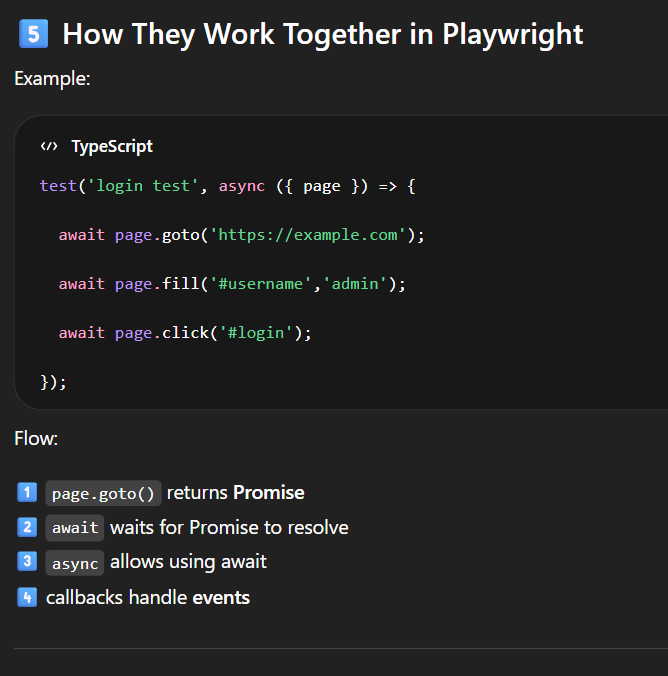 5 How They Work Together in Playwright
Example:
</> TypeScript
test('login test', async ({ page }) => {
await page.goto('https://example.com');
await page.fill('#username','admin');
await page.click('#login');
});
Flow:
1 page.goto() returns Promise
2 await waits for Promise to resolve
3 async allows using await
4 callbacks handle events